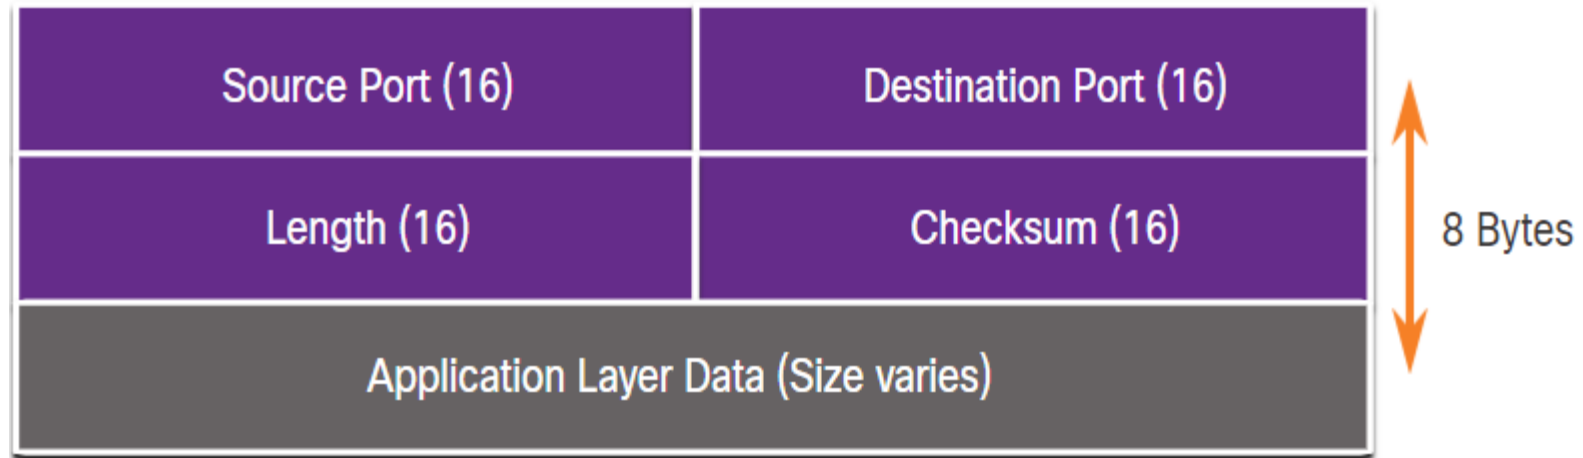 Source Port (16)
Destination Port (16)
Length (16)
Checksum (16)
8 Bytes
Application Layer Data (Size varies)